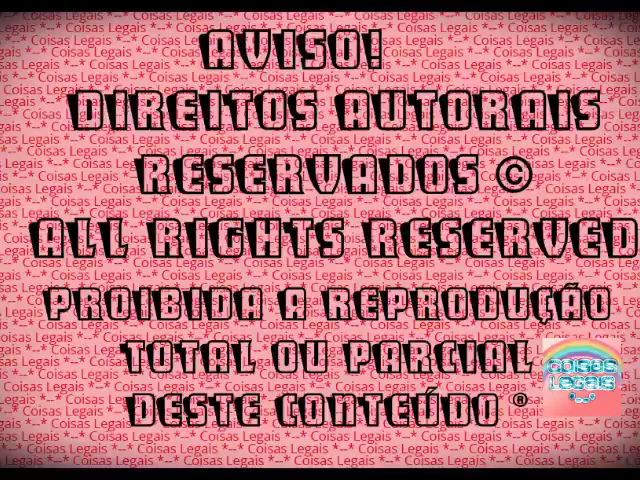 AVISO!
DIREITOS AUTORAIS
RESERVADOS ©
ALL RIGHTS RESERVED
PROIBIDA A REPRODUÇÃO
TOTAL OU PARCIAL
DESTE CONTEÚDO ®
COISAS
LEGAIS
*--*